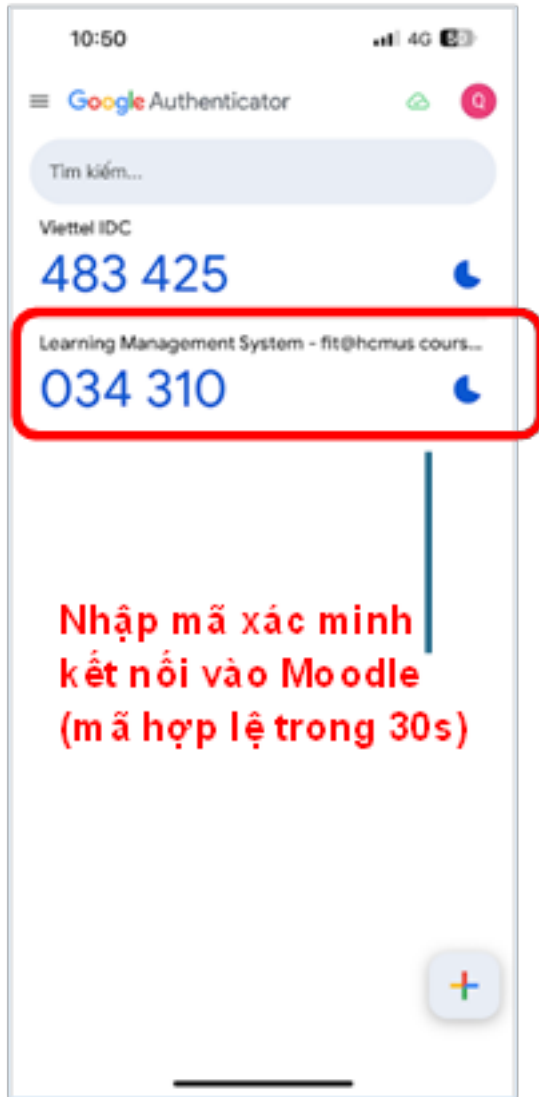 10:50
4G
Google Authenticator
Q
Tìm kiếm...
Viettel IDC
483 425
Learning Management System - fit@hcmus cours...
034 310
Nhập mã xác minh
kết nối vào Moodle
(mã hợp lệ trong 30s)